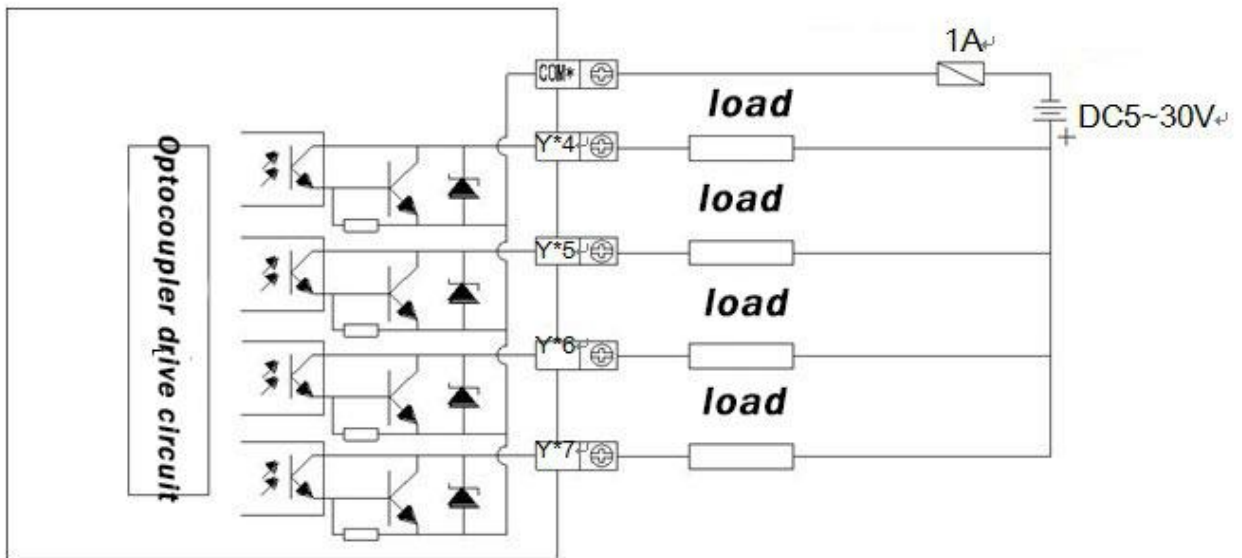 1A↵
COM*
load
DC5~30V↵
+
Y*4↵
load
Y*5↵
load
Y*6↵
load
Y*7↵
Optocoupler drive circuit